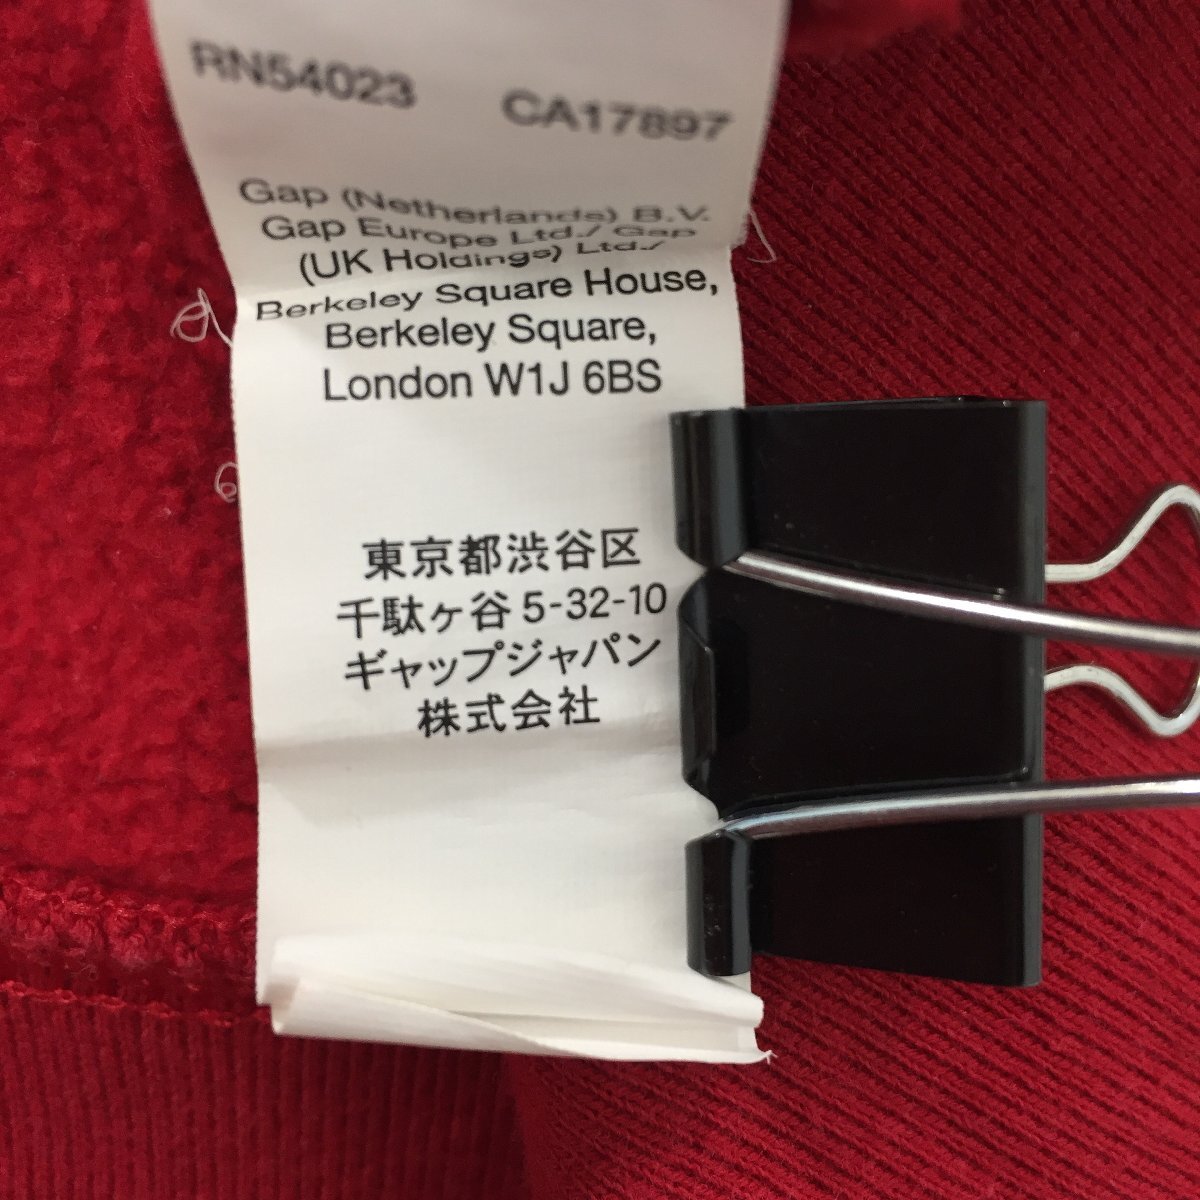 RN54023 CA17897
Gap (Netherlands) B.V.
Gap Europe Ltd./ Gap
(UK Holdings) Ltd./
Berkeley Square House,
Berkeley Square,
London W1J 6BS
東京都渋谷区
千駄ヶ谷 5-32-10
ギャップジャパン
株式会社